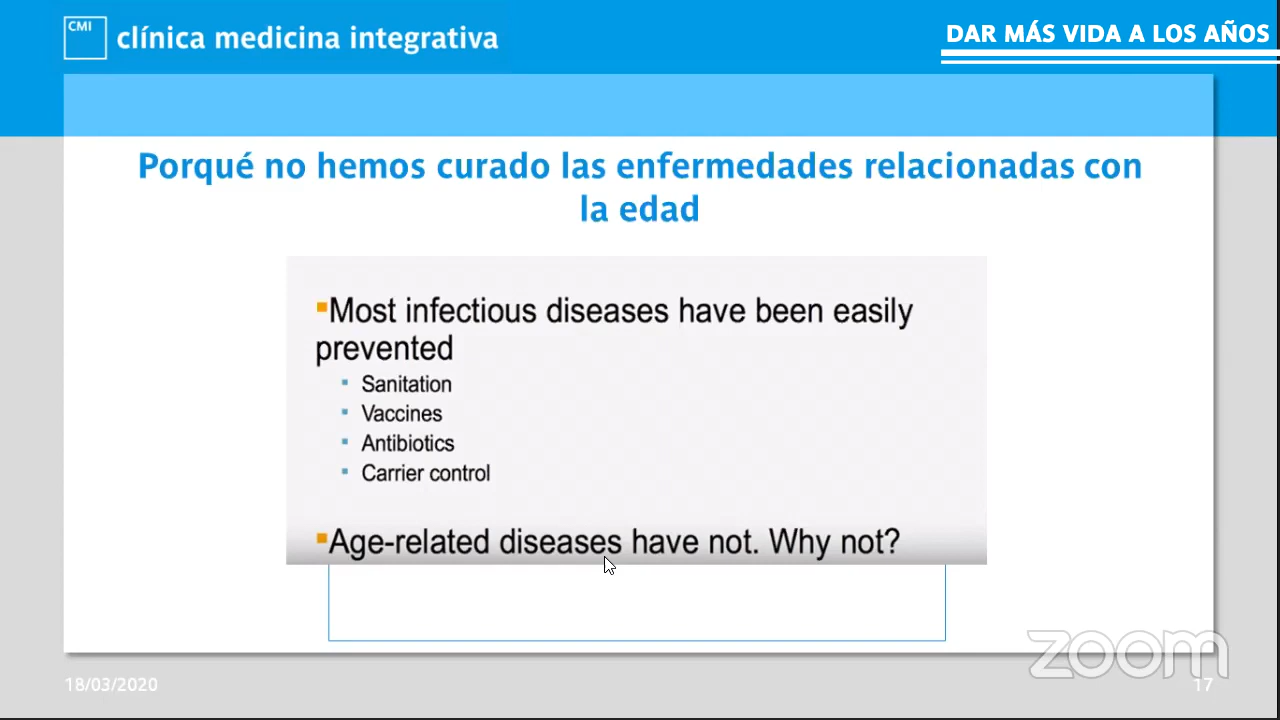 CMI
clínica medicina integrativa
DAR MÁS VIDA A LOS AÑOS
Porqué no hemos curado las enfermedades relacionadas con
la edad
Most infectious diseases have been easily
prevented
Sanitation
Vaccines
Antibiotics
Carrier control
Age-related diseases have not. Why not?
zoom
18/03/2020
17